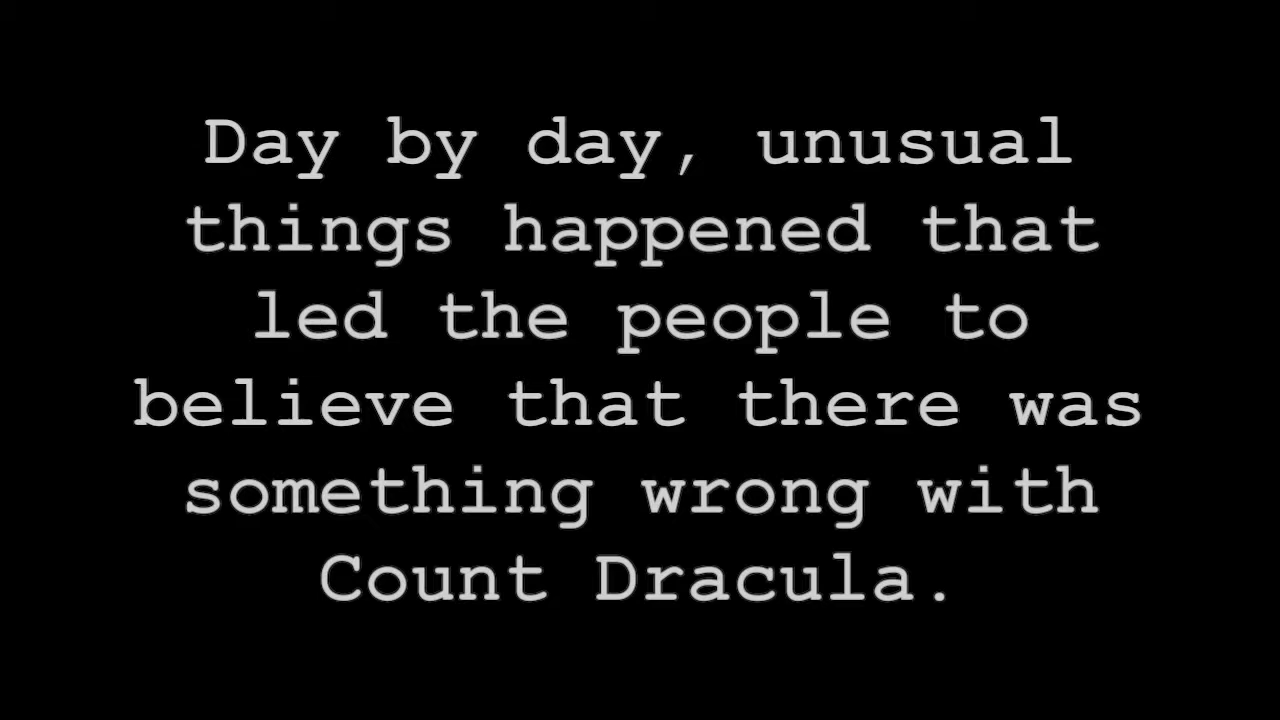 Day by day, unusual
things happened that
led the people to
believe that there was
something wrong with
Count Dracula.